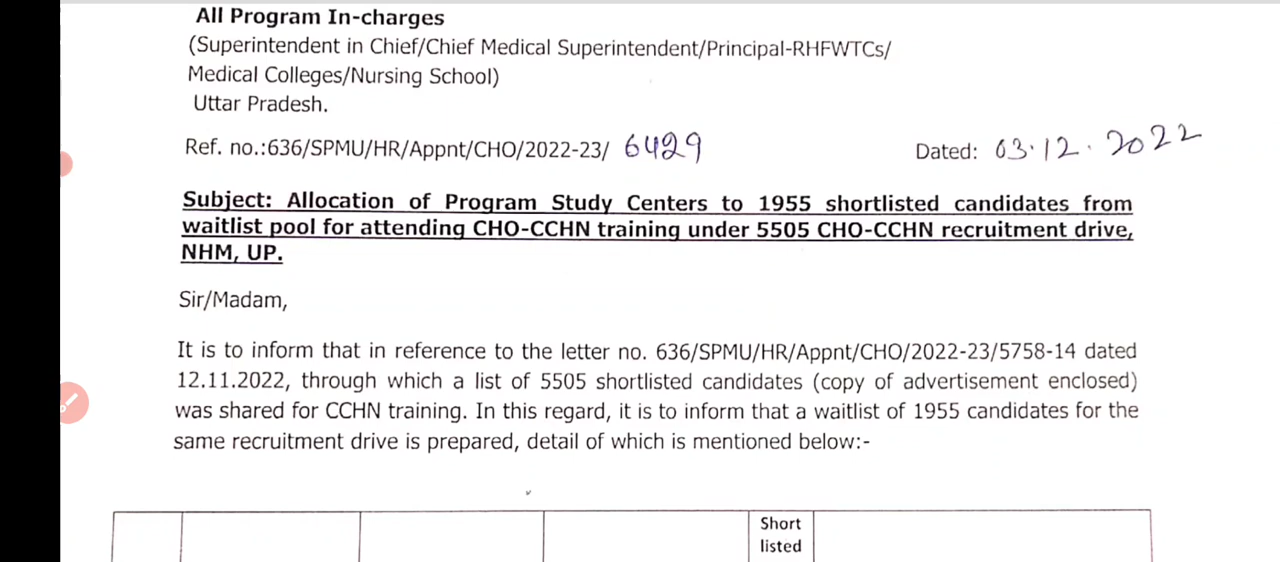 All Program In-charges
(Superintendent in Chief/Chief Medical Superintendent/Principal-RHFWTCs/
Medical Colleges/Nursing School)
Uttar Pradesh.
Ref. no.:636/SPMU/HR/Appnt/CHO/2022-23/ 6429 Dated: 03.12.2022
Subject: Allocation of Program Study Centers to 1955 shortlisted candidates from
waitlist pool for attending CHO-CCHN training under 5505 CHO-CCHN recruitment drive,
NHM, UP.
Sir/Madam,
It is to inform that in reference to the letter no. 636/SPMU/HR/Appnt/CHO/2022-23/5758-14 dated
12.11.2022, through which a list of 5505 shortlisted candidates (copy of advertisement enclosed)
was shared for CCHN training. In this regard, it is to inform that a waitlist of 1955 candidates for the
same recruitment drive is prepared, detail of which is mentioned below:-
Short
listed